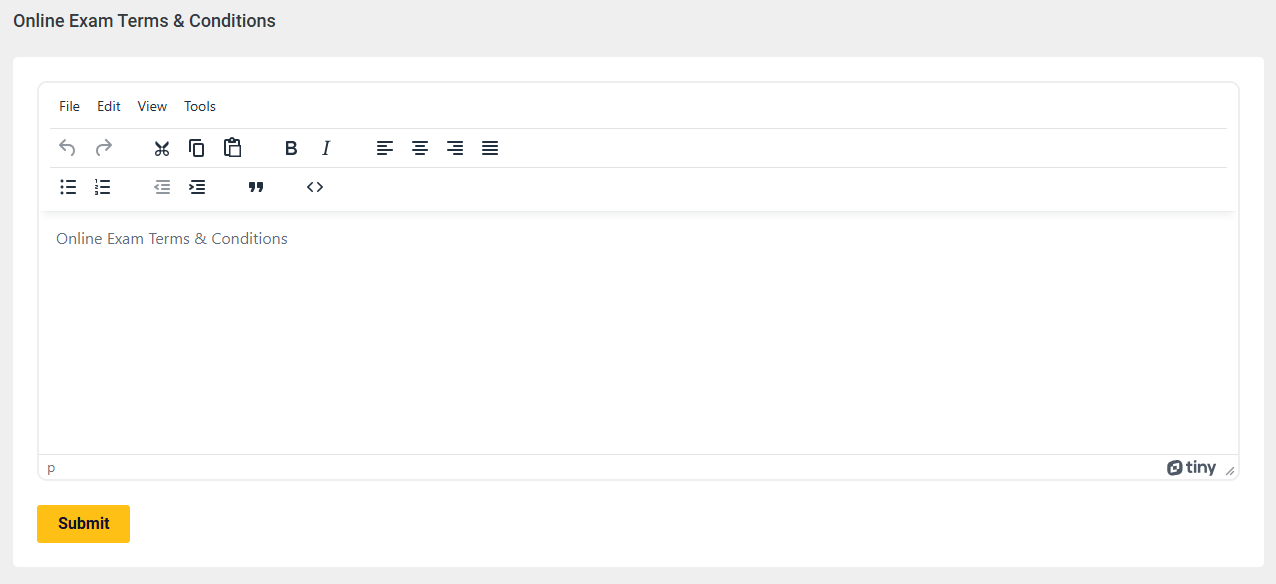 Online Exam Terms & Conditions
File Edit View Tools
B I
Online Exam Terms & Conditions
p
tiny
Submit